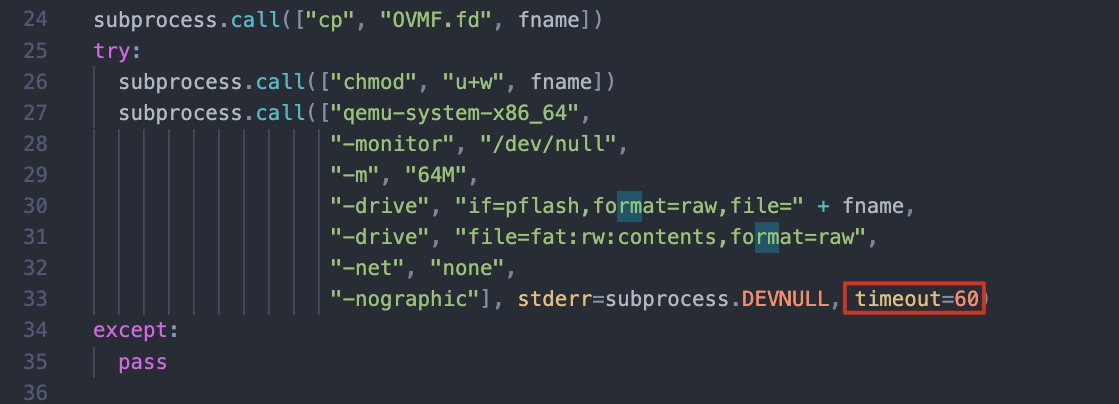 24 subprocess.call(["cp", "OVMF.fd", fname])
25 try:
26 subprocess.call(["chmod", "u+w", fname])
27 subprocess.call(["qemu-system-x86_64",
28 "-monitor", "/dev/null",
29 "-m", "64M",
30 "-drive", "if=pflash,format=raw,file=" + fname,
31 "-drive", "file=fat:rw:contents,format=raw",
32 "-net", "none",
33 "-nographic"], stderr=subprocess.DEVNULL, timeout=60)
34 except:
35 pass
36